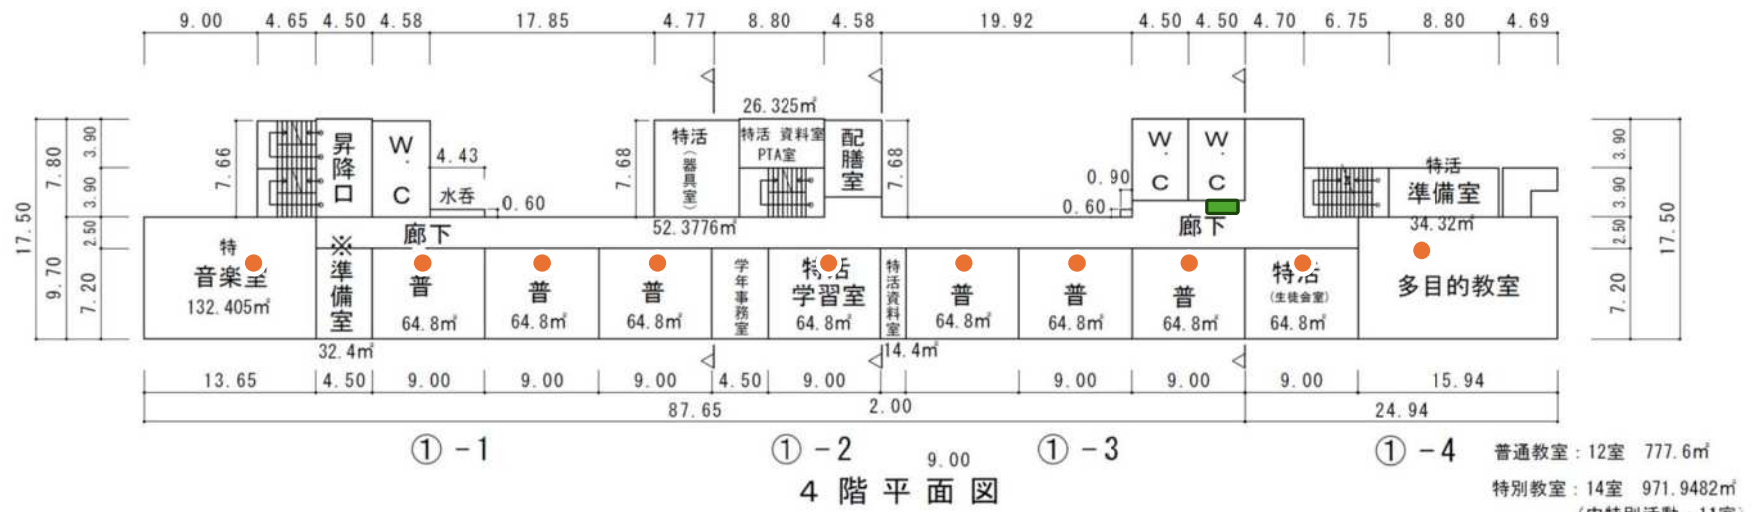 9.00 4.65 4.50 4.58 17.85 4.77 8.80 4.58 19.92 4.50 4.50 4.70 6.75 8.80 4.69
26.325㎡
17.50
7.80
9.70
3.90
3.90
2.50
7.20
7.66
昇降口
W.C
4.43
水呑
0.60
7.68
特活
(器具室)
特活 資料室
PTA室
配膳室
7.68
0.90
0.60
W.C
W.C
特活
準備室
34.32㎡
3.90
3.90
2.50
7.20
17.50
廊下
52.3776㎡
廊下
特
音楽室
132.405㎡
※準備室
32.4㎡
普
64.8㎡
普
64.8㎡
普
64.8㎡
学年事務室
特活
学習室
64.8㎡
特活資料室
14.4㎡
普
64.8㎡
普
64.8㎡
普
64.8㎡
特活
(生徒会室)
64.8㎡
多目的教室
13.65 4.50 9.00 9.00 9.00 4.50 9.00 9.00 9.00 9.00 15.94
87.65 2.00 24.94
①-1 ①-2 ①-3 ①-4
9.00
4階平面図
普通教室:12室 777.6㎡
特別教室:14室 971.9482㎡